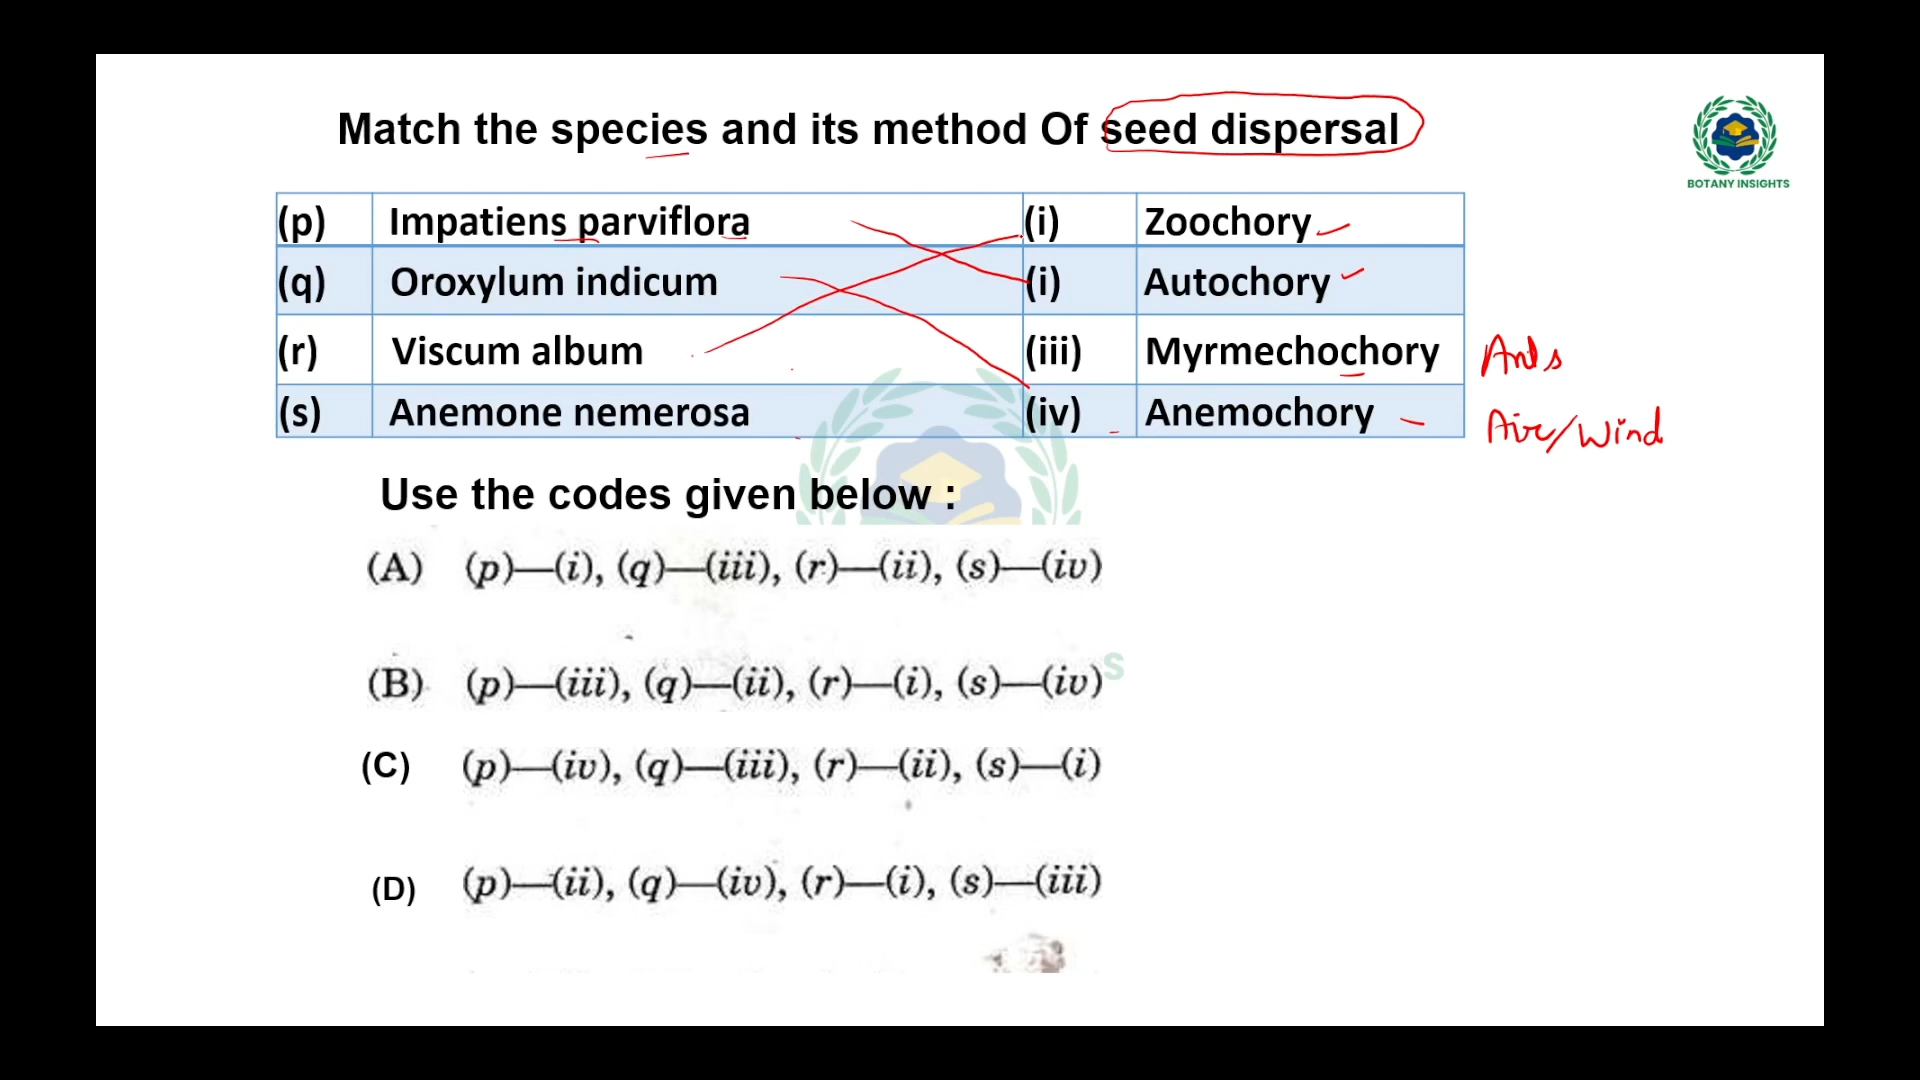 Match the species and its method Of seed dispersal
BOTANY INSIGHTS
(p) Impatiens parviflora (i) Zoochory
(q) Oroxylum indicum (i) Autochory
(r) Viscum album (iii) Myrmechochory Ants
(s) Anemone nemerosa (iv) Anemochory Air/Wind
Use the codes given below :
(A) (p)—(i), (q)—(iii), (r)—(ii), (s)—(iv)
(B) (p)—(iii), (q)—(ii), (r)—(i), (s)—(iv)
S
(C) (p)—(iv), (q)—(iii), (r)—(ii), (s)—(i)
(D) (p)—(ii), (q)—(iv), (r)—(i), (s)—(iii)